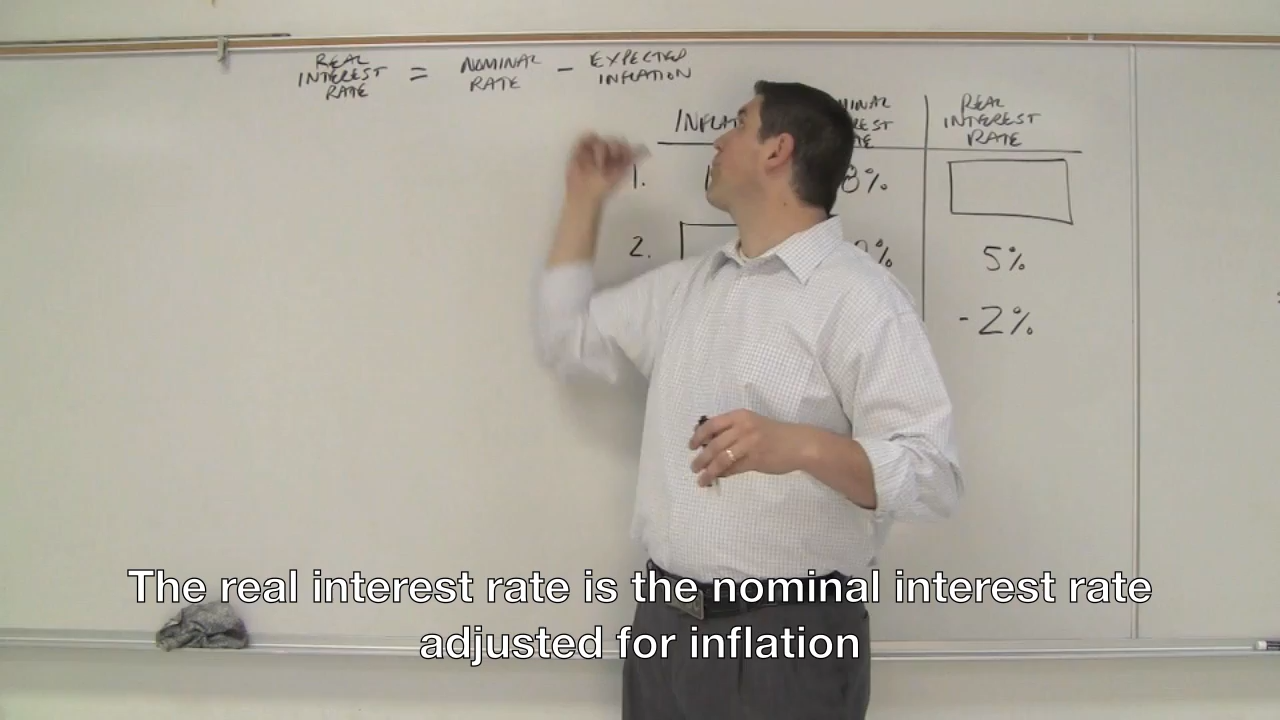 REAL INTEREST RATE = NOMINAL RATE - EXPECTED INFLATION
REAL
INTEREST
RATE
1. 8%
2. 5%
-2%
The real interest rate is the nominal interest rate
adjusted for inflation